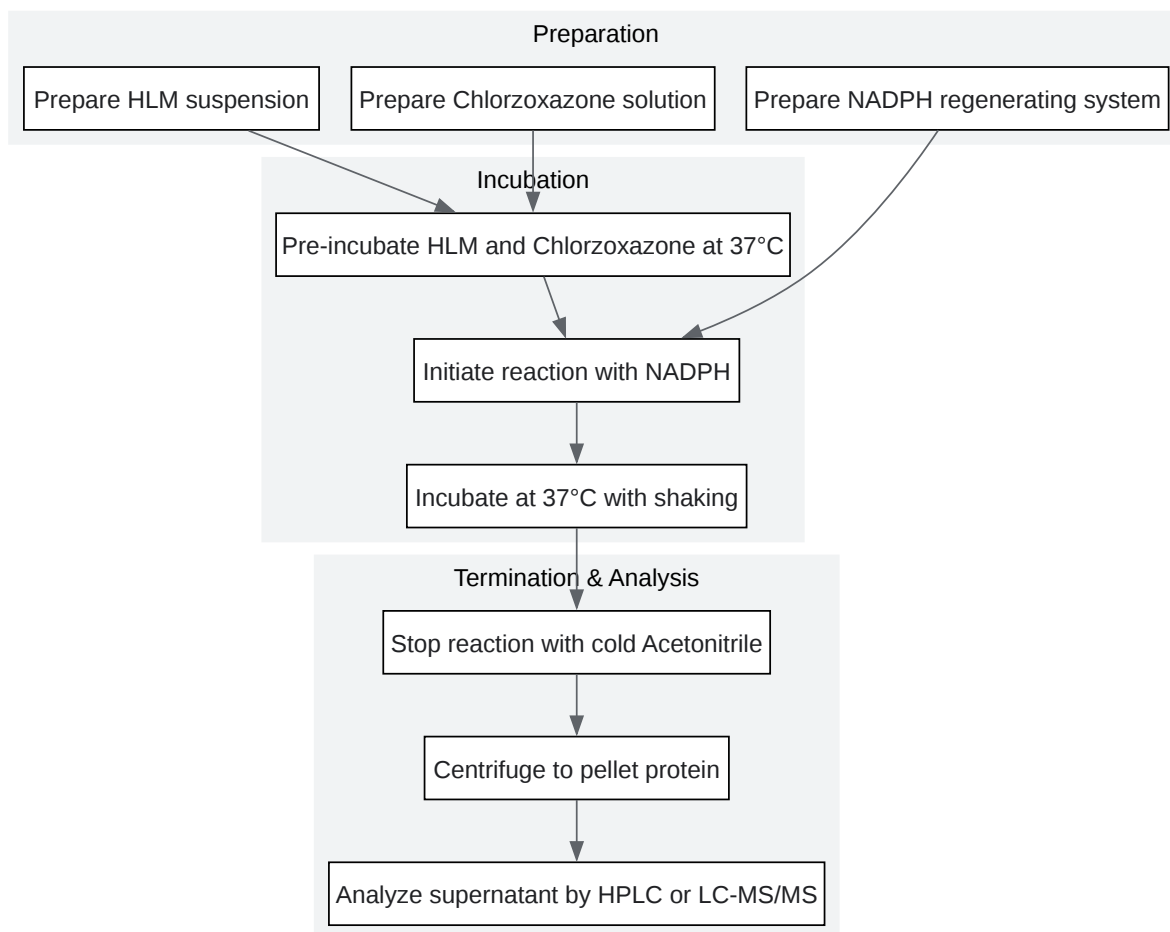 Preparation
Prepare HLM suspension
Prepare Chlorzoxazone solution
Prepare NADPH regenerating system
Incubation
Pre-incubate HLM and Chlorzoxazone at 37°C
Initiate reaction with NADPH
Incubate at 37°C with shaking
Termination & Analysis
Stop reaction with cold Acetonitrile
Centrifuge to pellet protein
Analyze supernatant by HPLC or LC-MS/MS